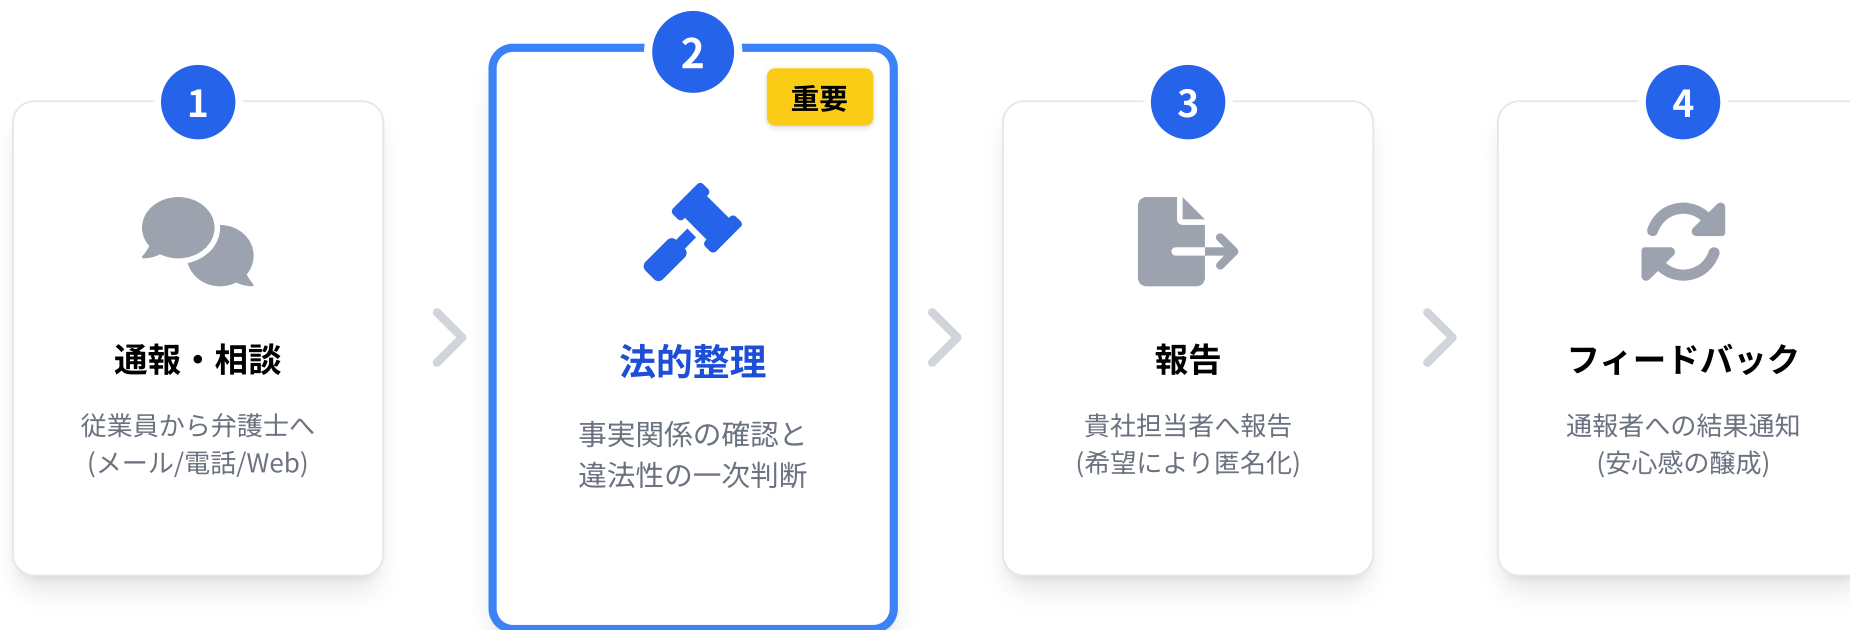 1
通報・相談
従業員から弁護士へ
(メール/電話/Web)
2
重要
法的整理
事実関係の確認と
違法性の一次判断
3
報告
貴社担当者へ報告
(希望により匿名化)
4
フィードバック
通報者への結果通知
(安心感の醸成)